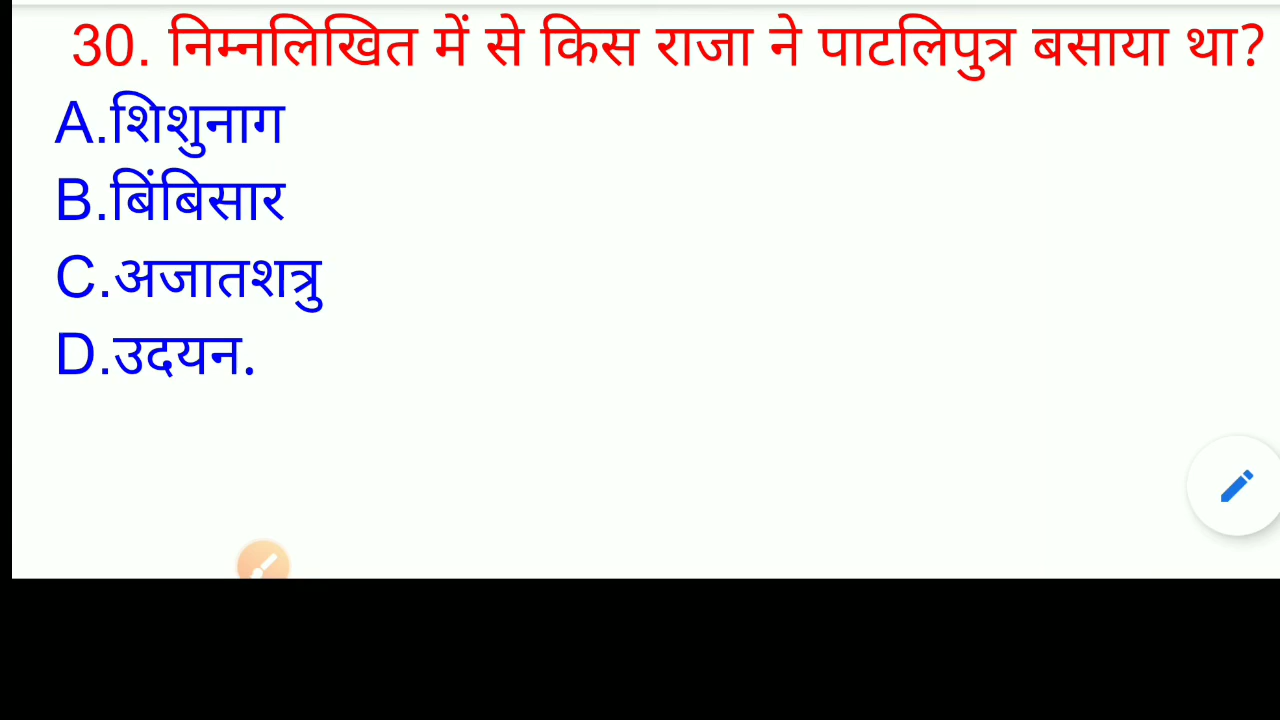 30. निम्नलिखित में से किस राजा ने पाटलिपुत्र बसाया था?
A.शिशुनाग
B.बिंबिसार
C.अजातशत्रु
D.उदयन.